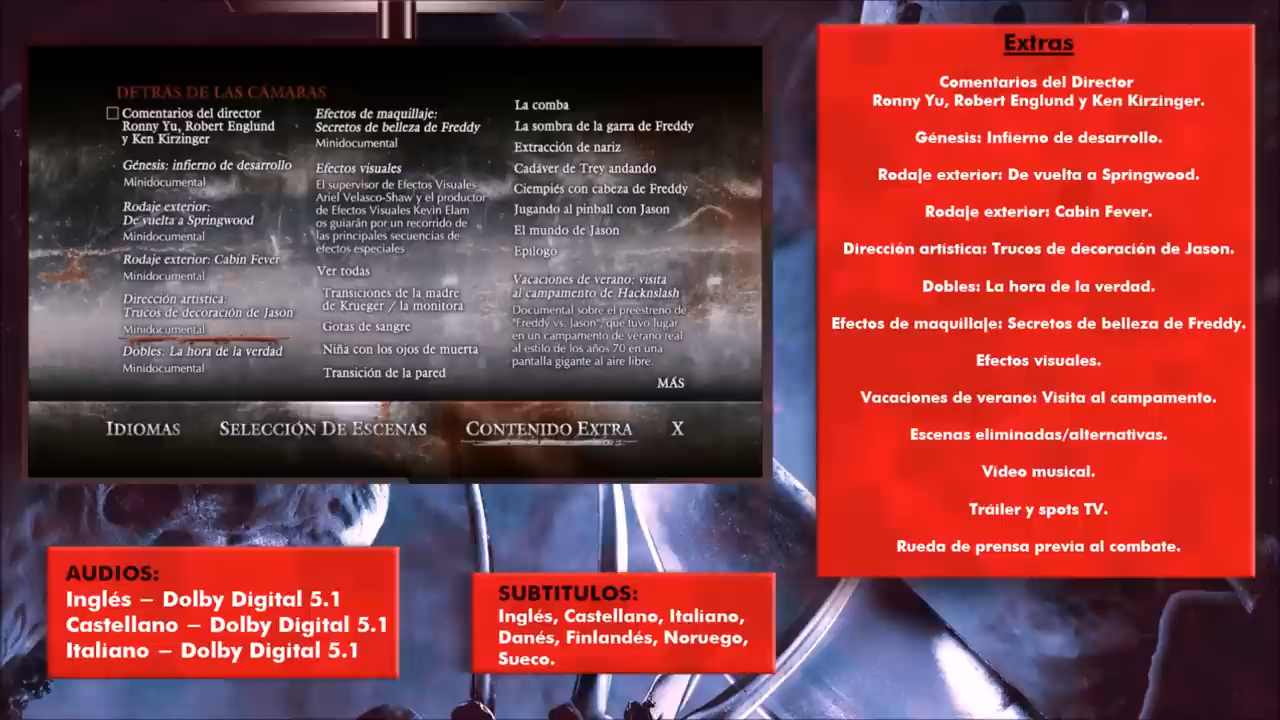 DETRÁS DE LAS CÁMARAS
Comentarios del director
Ronny Yu, Robert Englund
y Ken Kirzinger
Génesis: infierno de desarrollo
Minidocumental
Rodaje exterior:
De vuelta a Springwood
Minidocumental
Rodaje exterior: Cabin Fever
Minidocumental
Dirección artística:
Trucos de decoración de Jason
Minidocumental
Dobles: La hora de la verdad
Minidocumental
Efectos de maquillaje:
Secretos de belleza de Freddy
Minidocumental
Efectos visuales
El supervisor de Efectos Visuales
Ariel Velasco-Shaw y el productor
de Efectos Visuales Kevin Elam
os guiarán por un recorrido de
las principales secuencias de
efectos especiales
Ver todas
Transiciones de la madre
de Krueger / la monitora
Gotas de sangre
Niña con los ojos de muerta
Transición de la pared
La comba
La sombra de la garra de Freddy
Extracción de nariz
Cadáver de Trey andando
Ciempiés con cabeza de Freddy
Jugando al pinball con Jason
El mundo de Jason
Epílogo
Vacaciones de verano: visita
al campamento de Hacknslash
Documental sobre el preestreno de
"Freddy vs. Jason", que tuvo lugar
en un campamento de verano real
al estilo de los años 70 en una
pantalla gigante al aire libre.
MÁS
IDIOMAS SELECCIÓN DE ESCENAS CONTENIDO EXTRA X
Extras
Comentarios del Director
Ronny Yu, Robert Englund y Ken Kirzinger.
Génesis: Infierno de desarrollo.
Rodaje exterior: De vuelta a Springwood.
Rodaje exterior: Cabin Fever.
Dirección artística: Trucos de decoración de Jason.
Dobles: La hora de la verdad.
Efectos de maquillaje: Secretos de belleza de Freddy.
Efectos visuales.
Vacaciones de verano: Visita al campamento.
Escenas eliminadas/alternativas.
Video musical.
Tráiler y spots TV.
Rueda de prensa previa al combate.
AUDIOS:
Inglés – Dolby Digital 5.1
Castellano – Dolby Digital 5.1
Italiano – Dolby Digital 5.1
SUBTITULOS:
Inglés, Castellano, Italiano,
Danés, Finlandés, Noruego,
Sueco.